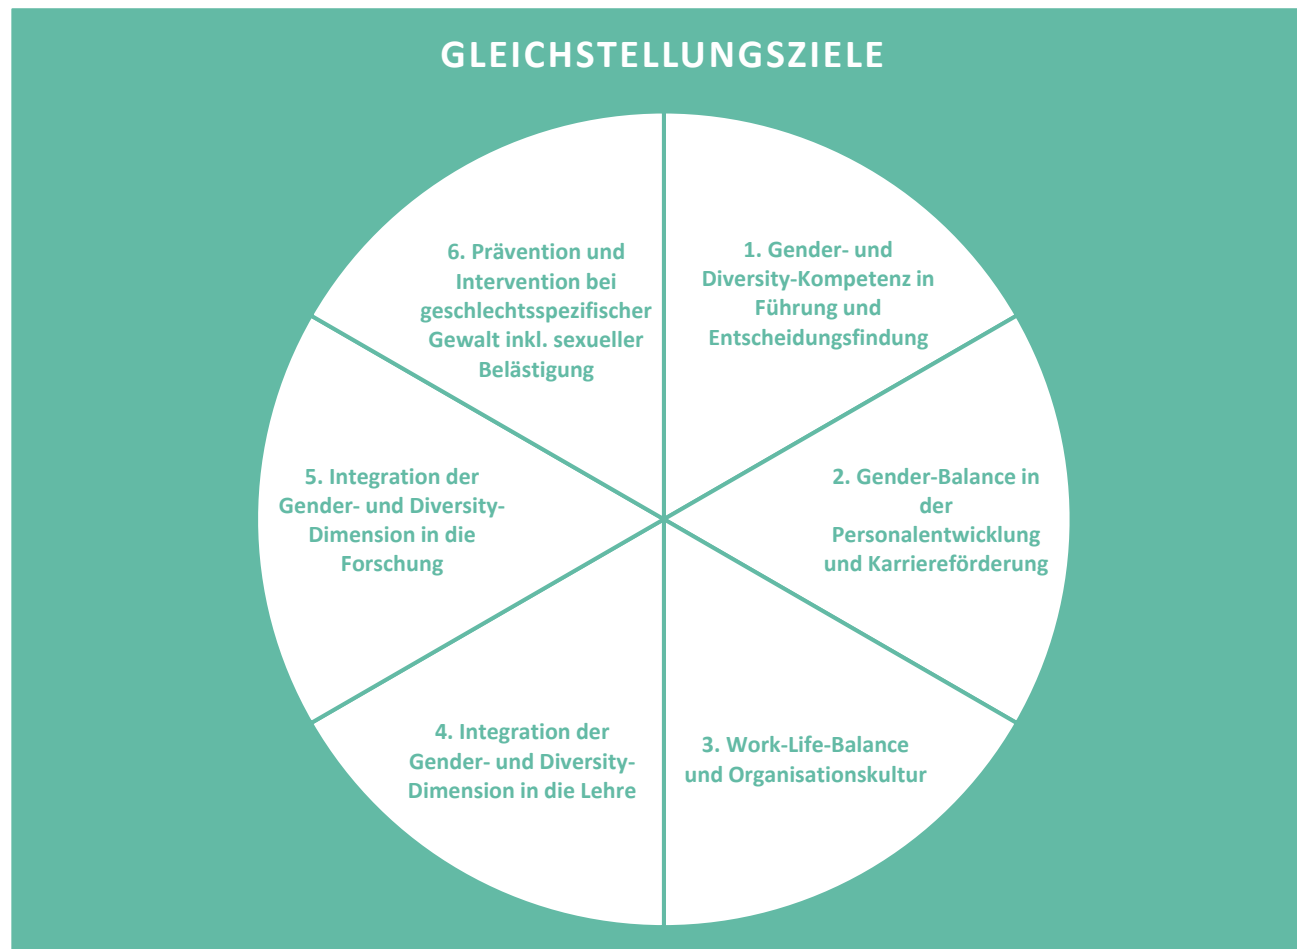 GLEICHSTELLUNGSZIELE
1. Gender- und
Diversity-Kompetenz in
Führung und
Entscheidungsfindung
2. Gender-Balance in
der
Personalentwicklung
und Karriereförderung
3. Work-Life-Balance
und Organisationskultur
4. Integration der
Gender- und Diversity-
Dimension in die Lehre
5. Integration der
Gender- und Diversity-
Dimension in die
Forschung
6. Prävention und
Intervention bei
geschlechtsspezifischer
Gewalt inkl. sexueller
Belästigung